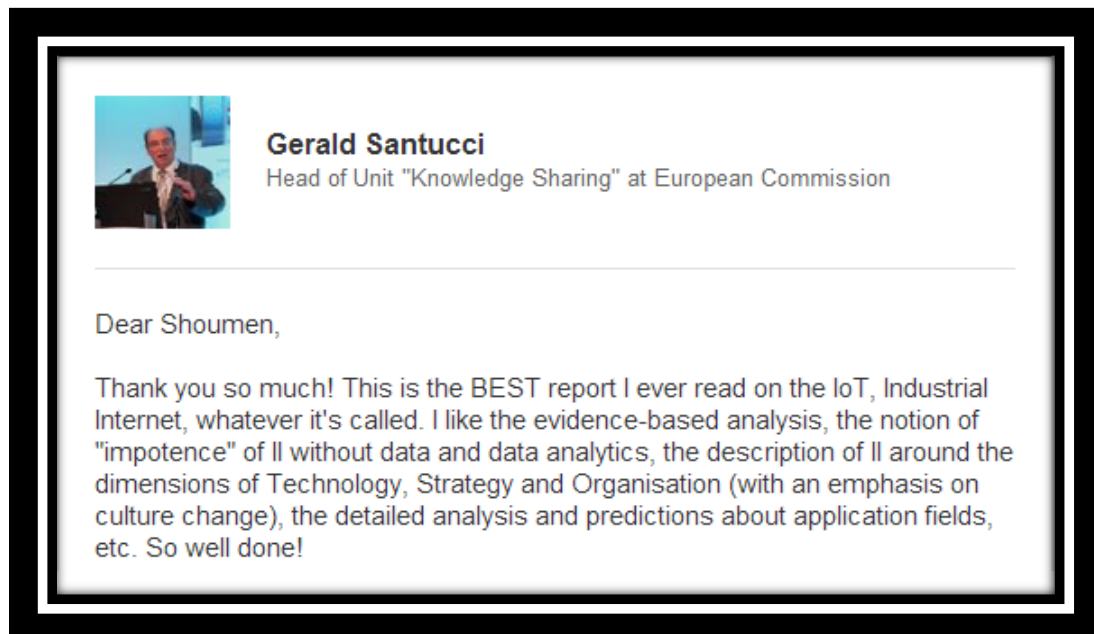 Gerald Santucci
Head of Unit "Knowledge Sharing" at European Commission
Dear Shoumen,
Thank you so much! This is the BEST report I ever read on the IoT, Industrial
Internet, whatever it's called. I like the evidence-based analysis, the notion of
"impotence" of II without data and data analytics, the description of II around the
dimensions of Technology, Strategy and Organisation (with an emphasis on
culture change), the detailed analysis and predictions about application fields,
etc. So well done!